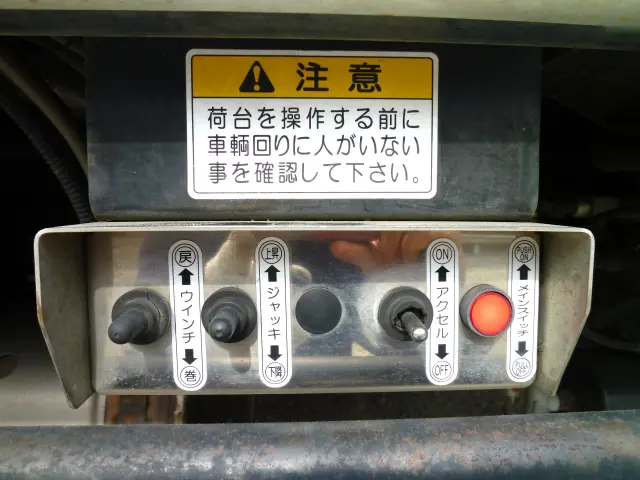 注意
荷台を操作する前に
車輌回りに人がいない
事を確認して下さい。
戻
ウインチ
巻
上昇
ジャッキ
下降
ON
アクセル
OFF
PUSH
ON
メインスイッチ
PULL
OFF